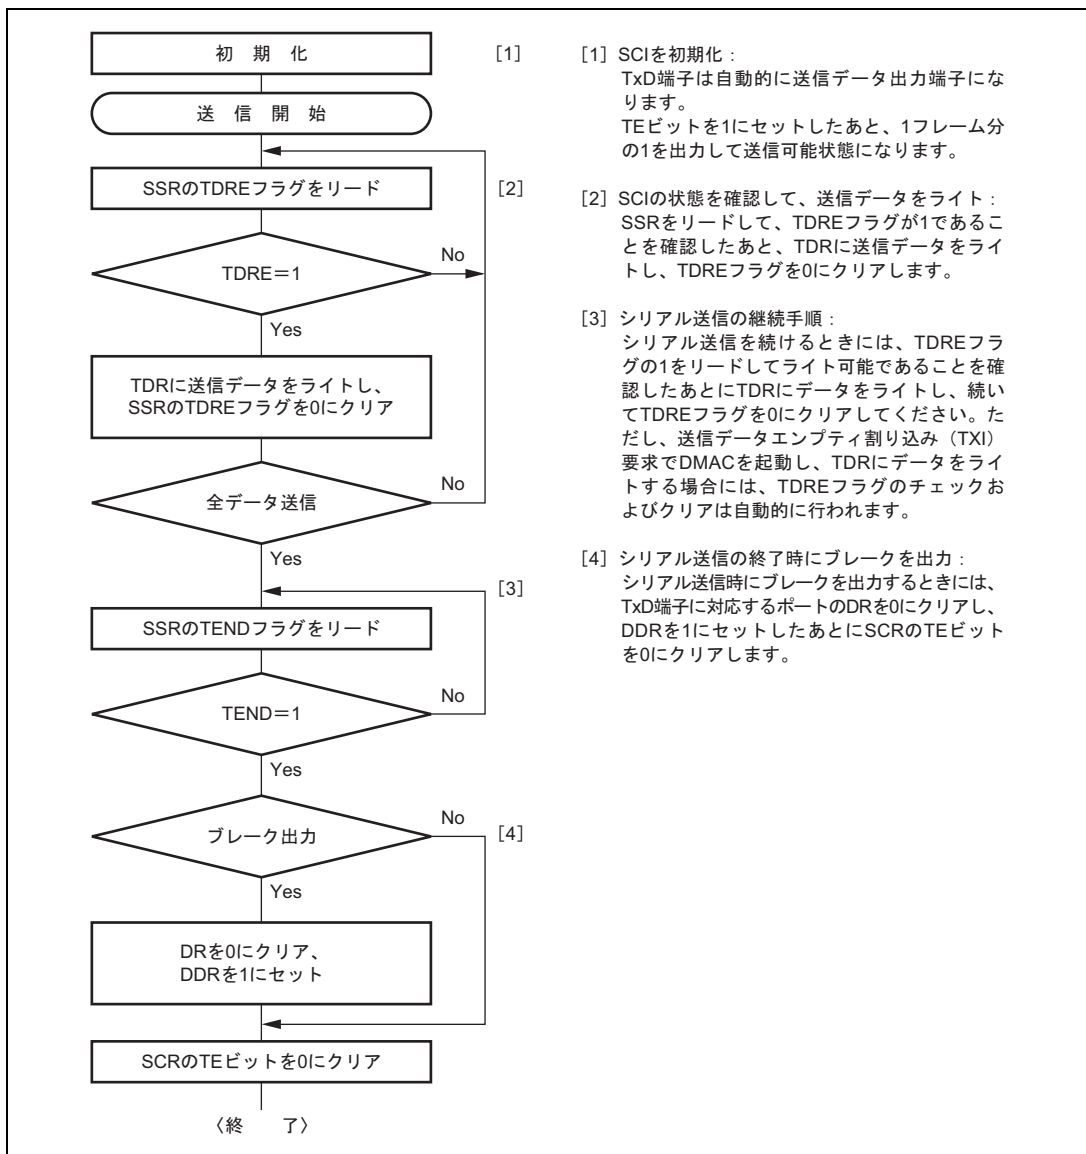 初 期 化 [1]
送 信 開 始
SSRのTDREフラグをリード [2]
TDRE＝1
No
Yes
TDRに送信データをライトし、
SSRのTDREフラグを0にクリア
全データ送信
No
Yes
[3]
SSRのTENDフラグをリード
TEND＝1
No
Yes
ブレーク出力
No
[4]
Yes
DRを0にクリア、
DDRを1にセット
SCRのTEビットを0にクリア
〈終 了〉
[1] SCIを初期化：
TxD端子は自動的に送信データ出力端子にな
ります。
TEビットを1にセットしたあと、1フレーム分
の1を出力して送信可能状態になります。
[2] SCIの状態を確認して、送信データをライト：
SSRをリードして、TDREフラグが1であるこ
とを確認したあと、TDRに送信データをライ
トし、TDREフラグを0にクリアします。
[3] シリアル送信の継続手順：
シリアル送信を続けるときには、TDREフラ
グの1をリードしてライト可能であることを確
認したあとにTDRにデータをライトし、続い
てTDREフラグを0にクリアしてください。た
だし、送信データエンプティ割り込み（TXI）
要求でDMACを起動し、TDRにデータをライ
トする場合には、TDREフラグのチェックお
よびクリアは自動的に行われます。
[4] シリアル送信の終了時にブレークを出力：
シリアル送信時にブレークを出力するときには、
TxD端子に対応するポートのDRを0にクリアし、
DDRを1にセットしたあとにSCRのTEビット
を0にクリアします。